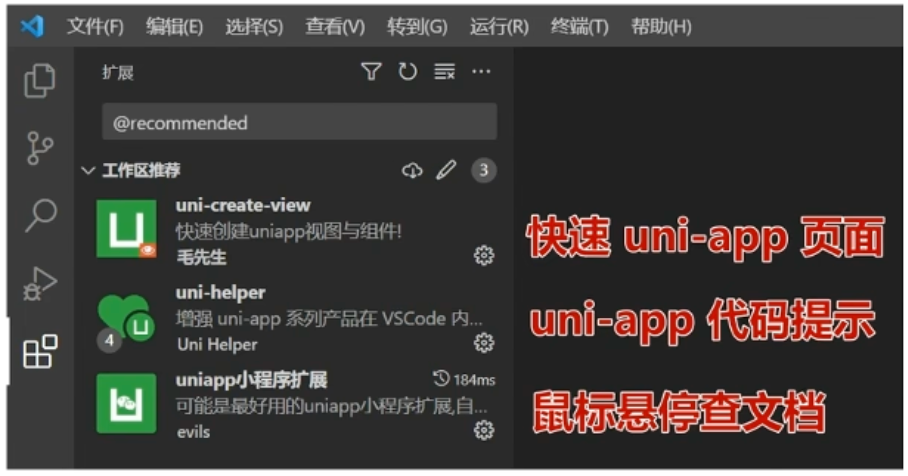 文件(F) 编辑(E) 选择(S) 查看(V) 转到(G) 运行(R) 终端(T) 帮助(H)
扩展
@recommended
工作区推荐 3
uni-create-view
快速创建uniapp视图与组件!
毛先生
快速 uni-app 页面
uni-helper
增强 uni-app 系列产品在 VSCode 内...
4 Uni Helper
uni-app 代码提示
uniapp小程序扩展 184ms
可能是最好用的uniapp小程序扩展,自...
evils
鼠标悬停查文档